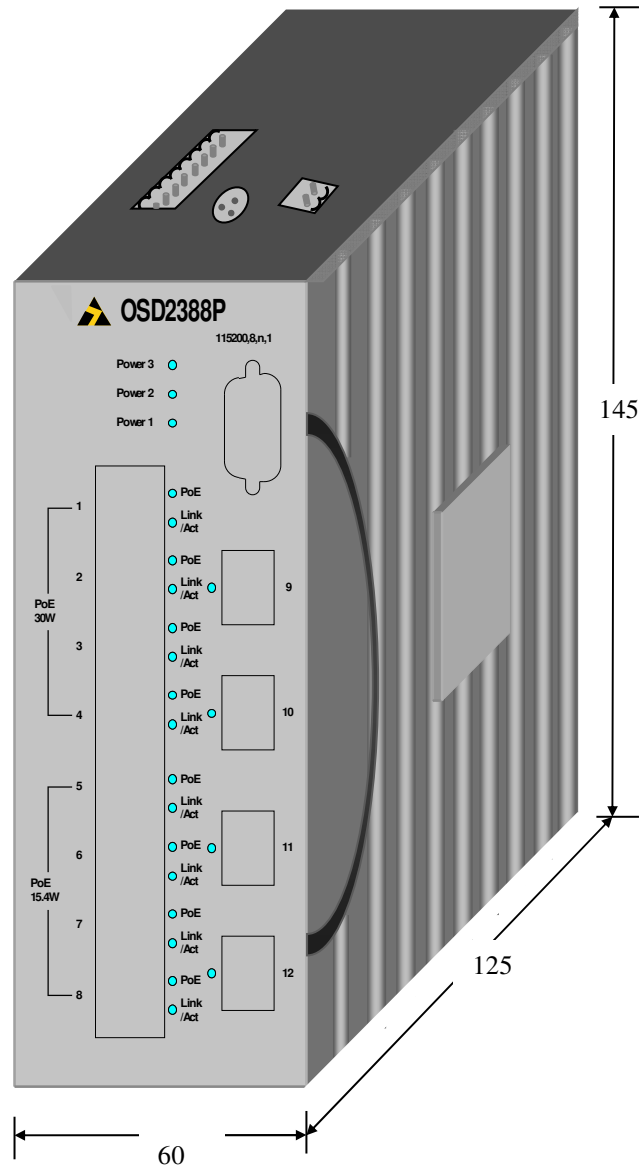 OSD2388P
115200,8,n,1
Power 3
Power 2
Power 1
PoE
1
Link
/Act
PoE
2
Link
/Act
9
PoE
30W
PoE
3
Link
/Act
PoE
4
Link
/Act
10
PoE
5
Link
/Act
PoE
6
Link
/Act
11
PoE
15.4W
PoE
7
Link
/Act
PoE
8
Link
/Act
12
145
125
60